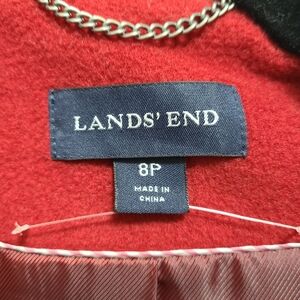 LANDS' END
8P
MADE IN
CHINA